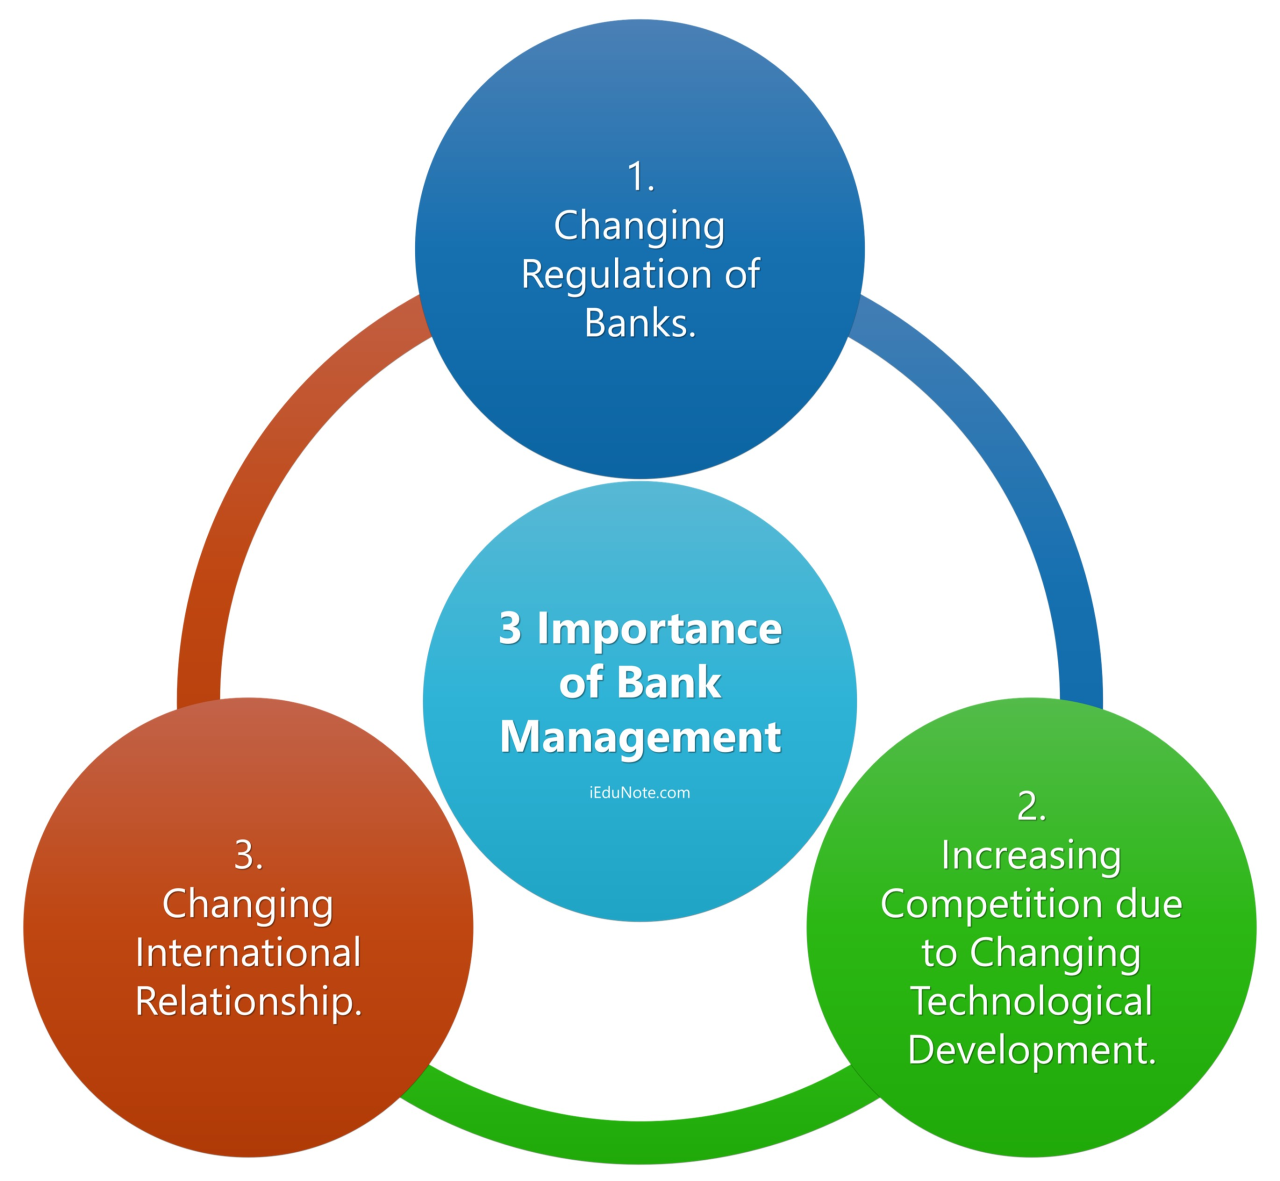 1.
Changing
Regulation of
Banks.
3 Importance
of Bank
Management
iEduNote.com
2.
Increasing
Competition due
to Changing
Technological
Development.
3.
Changing
International
Relationship.